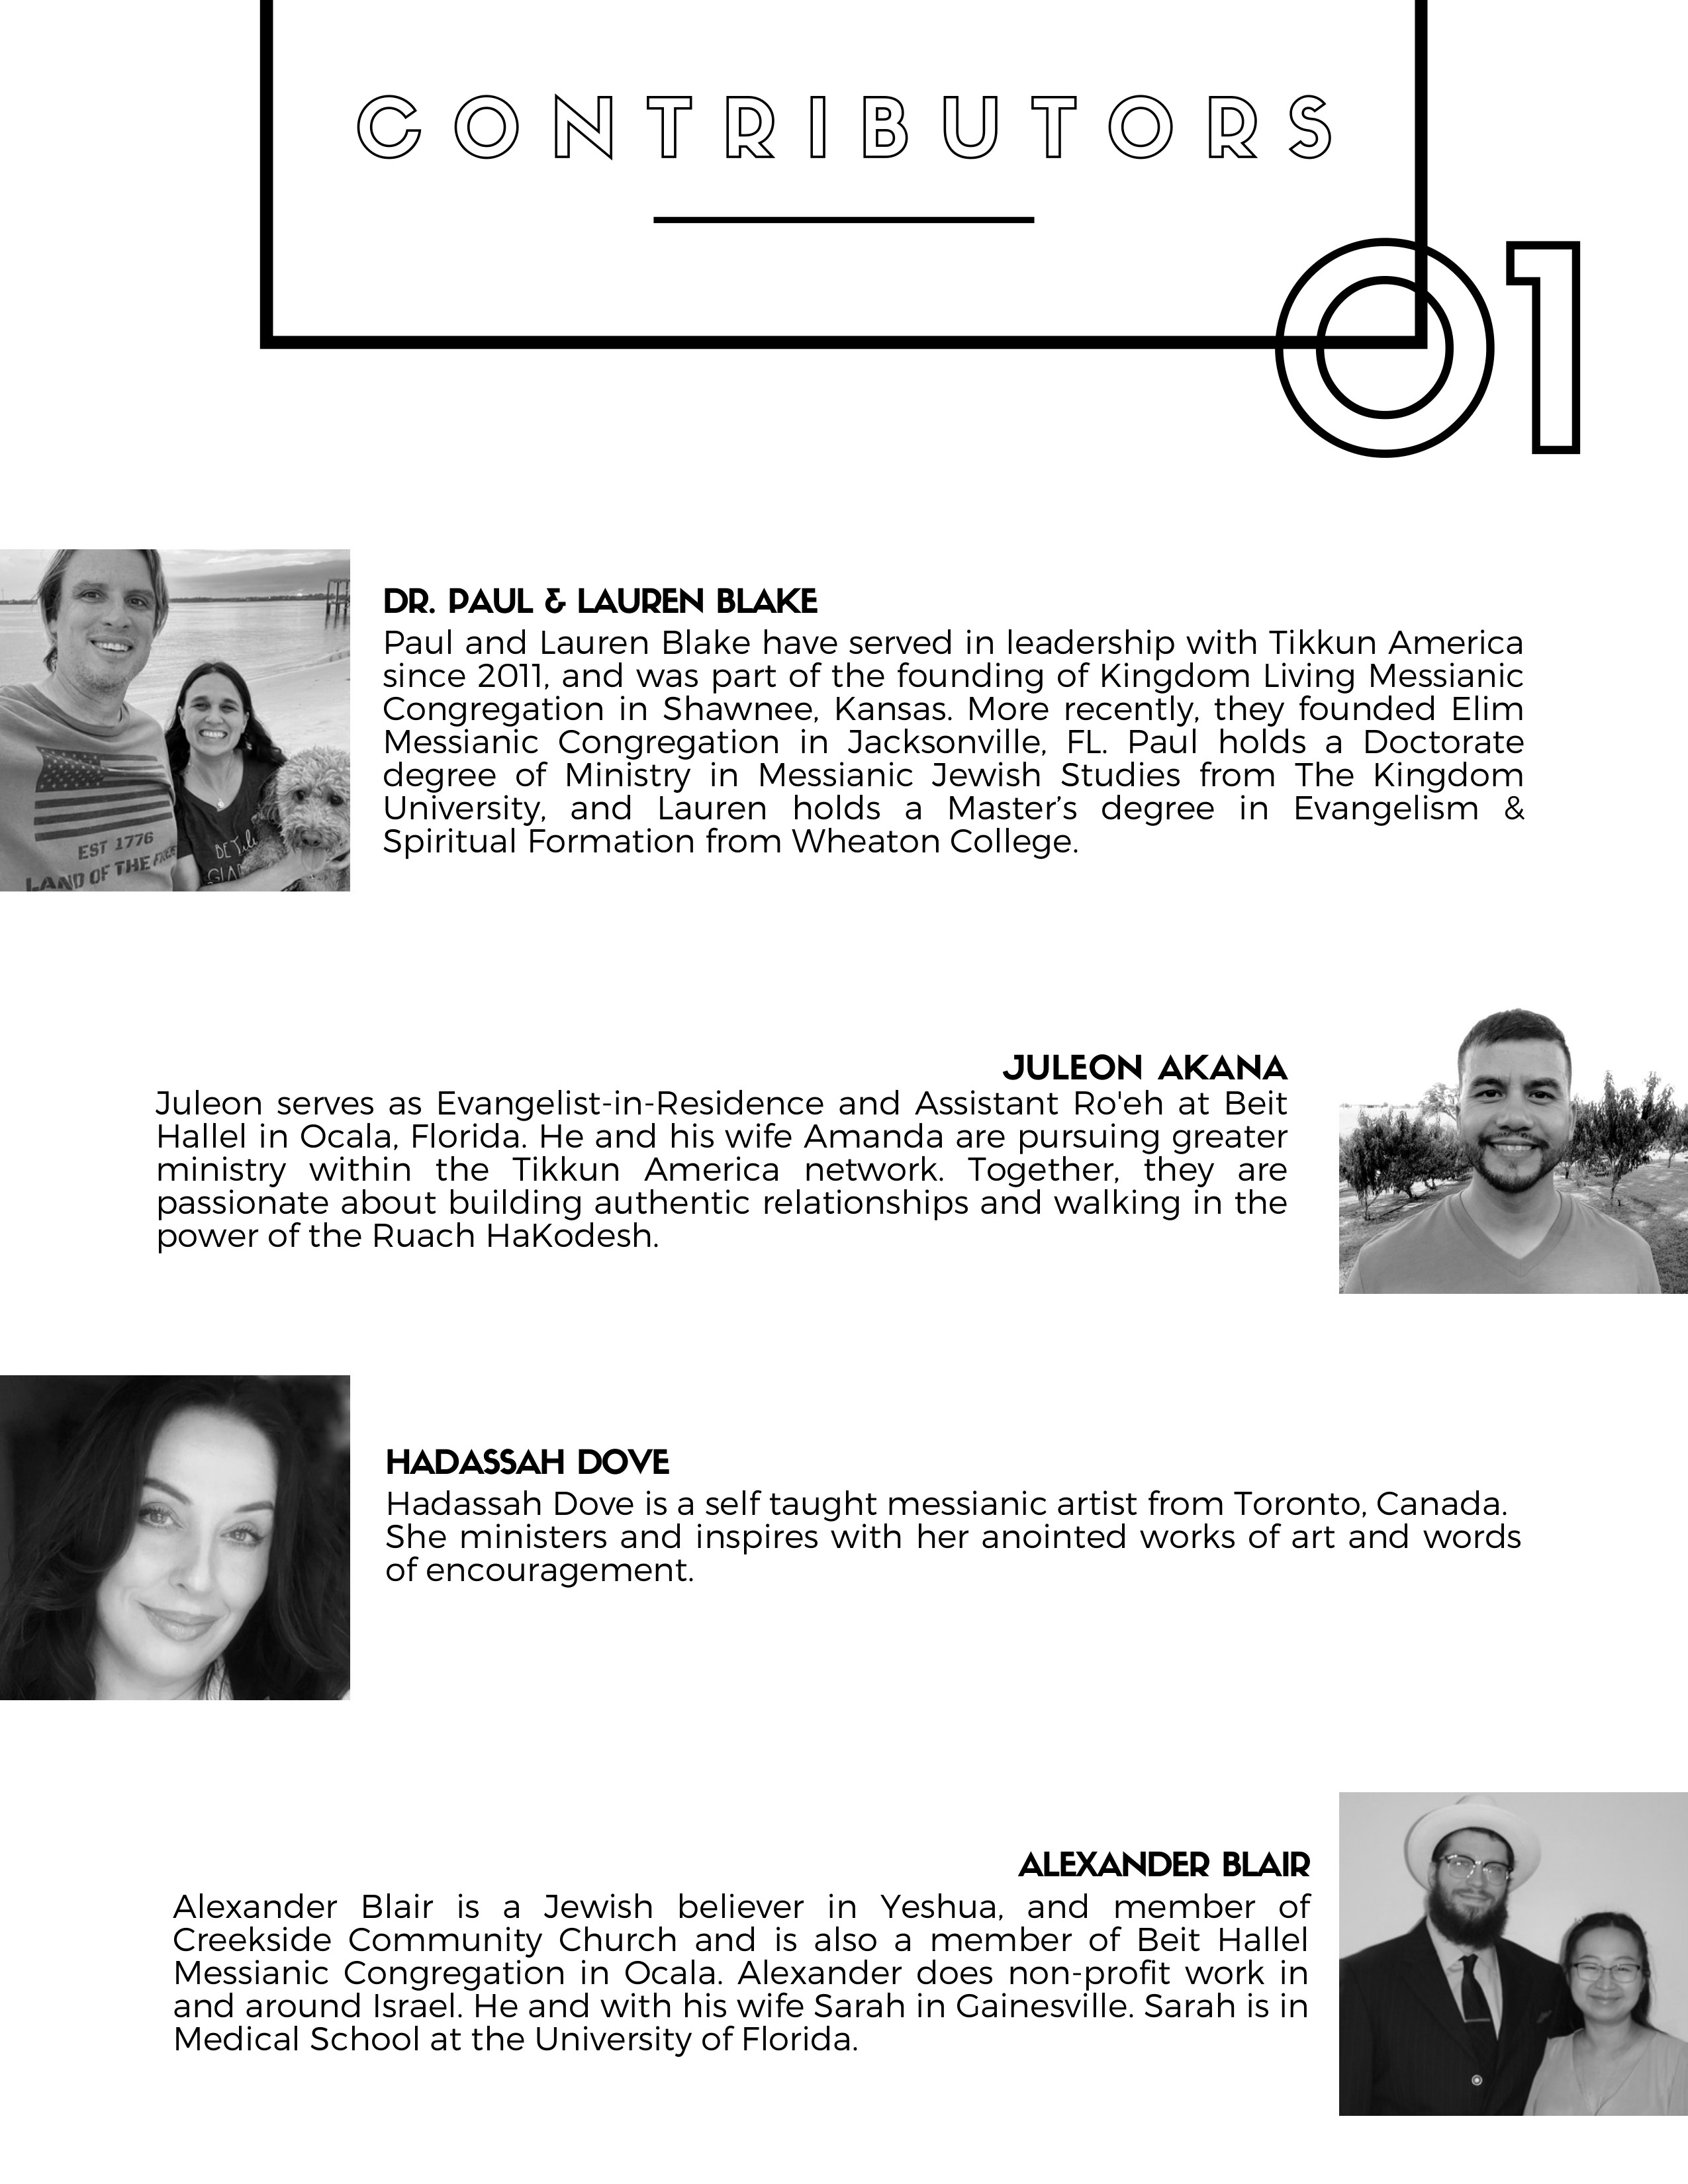 CONTRIBUTORS
01
DR. PAUL & LAUREN BLAKE
Paul and Lauren Blake have served in leadership with Tikkun America
since 2011, and was part of the founding of Kingdom Living Messianic
Congregation in Shawnee, Kansas. More recently, they founded Elim
Messianic Congregation in Jacksonville, FL. Paul holds a Doctorate
degree of Ministry in Messianic Jewish Studies from The Kingdom
University, and Lauren holds a Master’s degree in Evangelism &
Spiritual Formation from Wheaton College.
EST 1776
LAND OF THE FREE
BE
JULEON AKANA
Juleon serves as Evangelist-in-Residence and Assistant Ro'eh at Beit
Hallel in Ocala, Florida. He and his wife Amanda are pursuing greater
ministry within the Tikkun America network. Together, they are
passionate about building authentic relationships and walking in the
power of the Ruach HaKodesh.
HADASSAH DOVE
Hadassah Dove is a self taught messianic artist from Toronto, Canada.
She ministers and inspires with her anointed works of art and words
of encouragement.
ALEXANDER BLAIR
Alexander Blair is a Jewish believer in Yeshua, and member of
Creekside Community Church and is also a member of Beit Hallel
Messianic Congregation in Ocala. Alexander does non-profit work in
and around Israel. He and with his wife Sarah in Gainesville. Sarah is in
Medical School at the University of Florida.